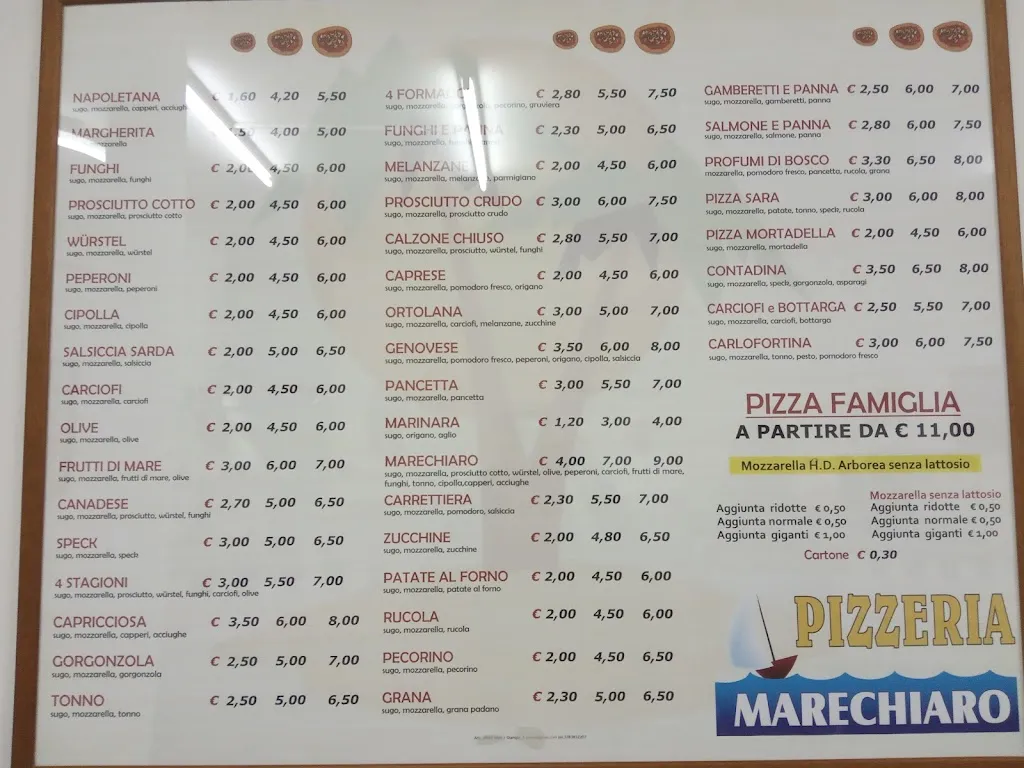 NAPOLETANA € 1,60 4,20 5,50
sugo, mozzarella, capperi, acciughe
MARGHERITA 4,00 5,00
mozzarella
FUNGHI € 2,00 4,50 6,00
sugo, mozzarella, funghi
PROSCIUTTO COTTO € 2,00 4,50 6,00
sugo, mozzarella, prosciutto cotto
WÜRSTEL € 2,00 4,50 6,00
sugo, mozzarella, würstel
PEPERONI € 2,00 4,50 6,00
sugo, mozzarella, peperoni
CIPOLLA € 2,00 4,50 6,00
sugo, mozzarella, cipolla
SALSICCIA SARDA € 2,00 5,00 6,50
sugo, mozzarella, salsiccia
CARCIOFI € 2,00 4,50 6,00
sugo, mozzarella, carciofi
OLIVE € 2,00 4,50 6,00
sugo, mozzarella, olive
FRUTTI DI MARE € 3,00 6,00 7,00
sugo, mozzarella, frutti di mare, olive
CANADESE € 2,70 5,00 6,50
sugo, mozzarella, prosciutto, würstel, funghi
SPECK € 3,00 5,00 6,50
sugo, mozzarella, speck
4 STAGIONI € 3,00 5,50 7,00
sugo, mozzarella, prosciutto, würstel, funghi, carciofi, olive
CAPRICCIOSA € 3,50 6,00 8,00
sugo, mozzarella, capperi, acciughe
GORGONZOLA € 2,50 5,00 7,00
sugo, mozzarella, gorgonzola
TONNO € 2,50 5,00 6,50
sugo, mozzarella, tonno
4 FORMAGGI € 2,80 5,50 7,50
sugo, mozzarella, pecorino, gruviera
FUNGHI E PANNA € 2,30 5,00 6,50
sugo, mozzarella,
MELANZANE € 2,00 4,50 6,00
sugo, mozzarella, melanzane, parmigiano
PROSCIUTTO CRUDO € 3,00 6,00 7,50
sugo, mozzarella, prosciutto crudo
CALZONE CHIUSO € 2,80 5,50 7,00
sugo, mozzarella, prosciutto, würstel, funghi
CAPRESE € 2,00 4,50 6,00
sugo, mozzarella, pomodoro fresco, origano
ORTOLANA € 3,00 5,00 7,00
sugo, mozzarella, carciofi, melanzane, zucchine
GENOVESE € 3,50 6,00 8,00
sugo, mozzarella, pomodoro fresco, peperoni, origano, cipolla, salsiccia
PANCETTA € 3,00 5,50 7,00
sugo, mozzarella, pancetta
MARINARA € 1,20 3,00 4,00
sugo, origano, aglio
MARECHIARO € 4,00 7,00 9,00
sugo, mozzarella, prosciutto cotto, würstel, olive, peperoni, carciofi, frutti di mare,
funghi, tonno, cipolla,capperi, acciughe
CARRETTIERA € 2,30 5,50 7,00
sugo, mozzarella, pomodoro, salsiccia
ZUCCHINE € 2,00 4,80 6,50
sugo, mozzarella, zucchine
PATATE AL FORNO € 2,00 4,50 6,00
sugo, mozzarella, patate al forno
RUCOLA € 2,00 4,50 6,00
sugo, mozzarella, rucola
PECORINO € 2,00 4,50 6,50
sugo, mozzarella, pecorino
GRANA € 2,30 5,00 6,50
sugo, mozzarella, grana padano
GAMBERETTI E PANNA € 2,50 6,00 7,00
sugo, mozzarella, gamberetti, panna
SALMONE E PANNA € 2,80 6,00 7,50
sugo, mozzarella, salmone, panna
PROFUMI DI BOSCO € 3,30 6,50 8,00
mozzarella, pomodoro fresco, pancetta, rucola, grana
PIZZA SARA € 3,00 6,00 8,00
sugo, mozzarella, patate, tonno, speck, rucola
PIZZA MORTADELLA € 2,00 4,50 6,00
sugo, mozzarella, mortadella
CONTADINA € 3,50 6,50 8,00
sugo, mozzarella, speck, gorgonzola, asparagi
CARCIOFI e BOTTARGA € 2,50 5,50 7,00
sugo, mozzarella, carciofi, bottarga
CARLOFORTINA € 3,00 6,00 7,50
sugo, mozzarella, tonno, pesto, pomodoro fresco
PIZZA FAMIGLIA
A PARTIRE DA € 11,00
Mozzarella A.D. Arborea senza lattosio
Aggiunta ridotte € 0,50
Aggiunta normale € 0,50
Aggiunta giganti € 1,00
Mozzarella senza lattosio
Aggiunta ridotte € 0,50
Aggiunta normale € 0,50
Aggiunta giganti € 1,00
Cartone € 0,30
PIZZERIA
MARECHIARO